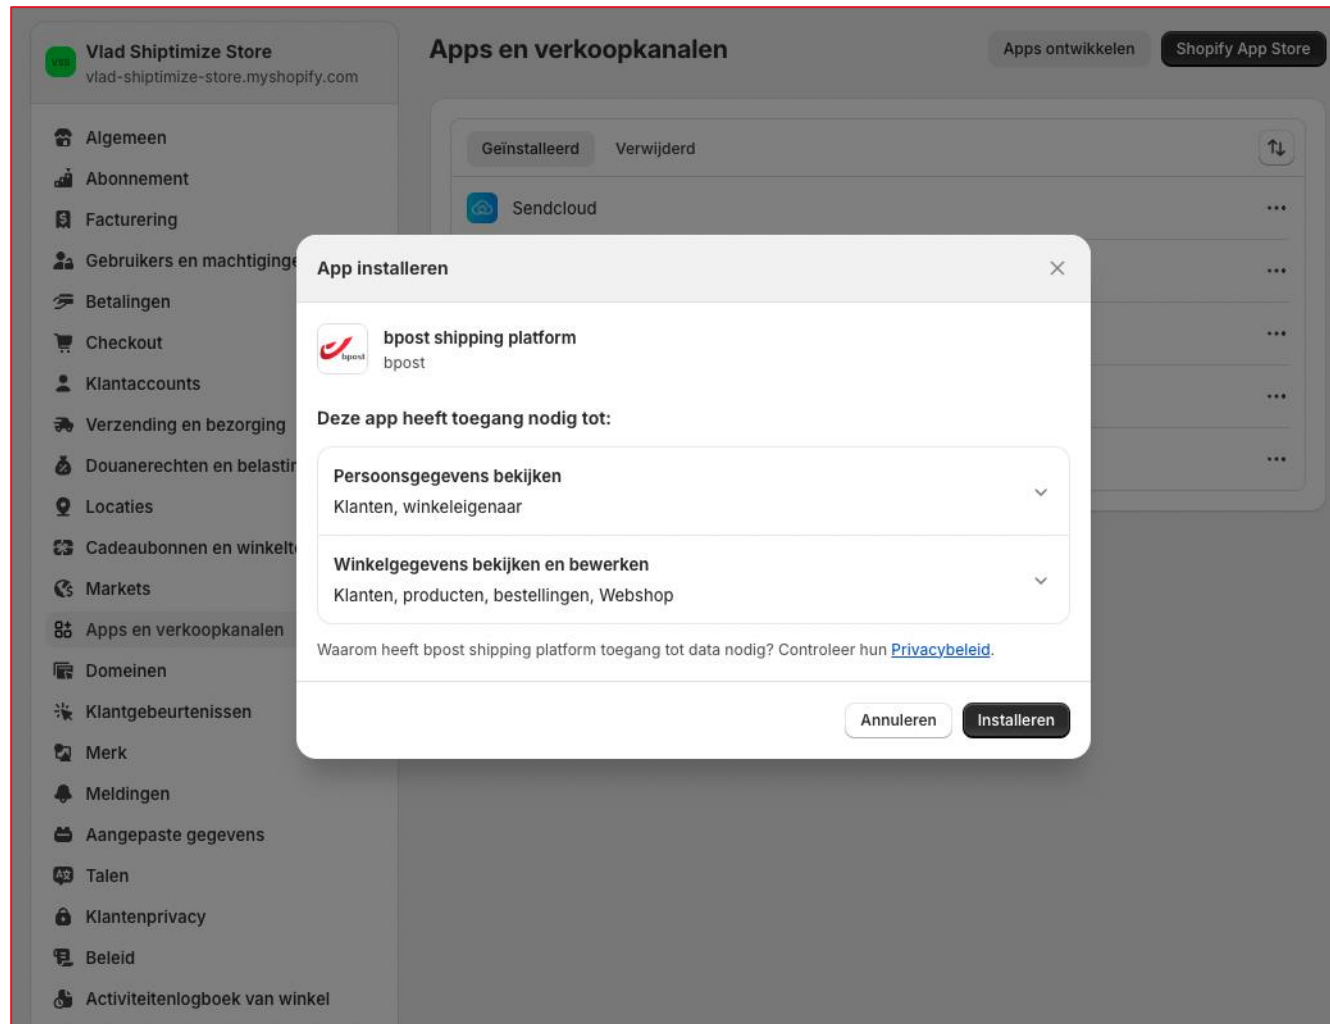 Vlad Shiptimize Store
vlad-shiptimize-store.myshopify.com
Algemeen
Abonnement
Facturering
Gebruikers en machtiginge
Betalingen
Checkout
Klantaccounts
Verzending en bezorging
Douanerechten en belastin
Locaties
Cadeaubonnen en winkelt
Markets
Apps en verkoopkanalen
Domeinen
Klantgebeurtenissen
Merk
Meldingen
Aangepaste gegevens
Talen
Klantenprivacy
Beleid
Activiteitenlogboek van winkel
Apps en verkoopkanalen
Apps ontwikkelen
Shopify App Store
Geïnstalleerd
Verwijderd
Sendcloud
App installeren
bpost
bpost shipping platform
bpost
Deze app heeft toegang nodig tot:
Persoonsgegevens bekijken
Klanten, winkeleigenaar
Winkelgegevens bekijken en bewerken
Klanten, producten, bestellingen, Webshop
Waarom heeft bpost shipping platform toegang tot data nodig? Controleer hun Privacybeleid.
Annuleren
Installeren